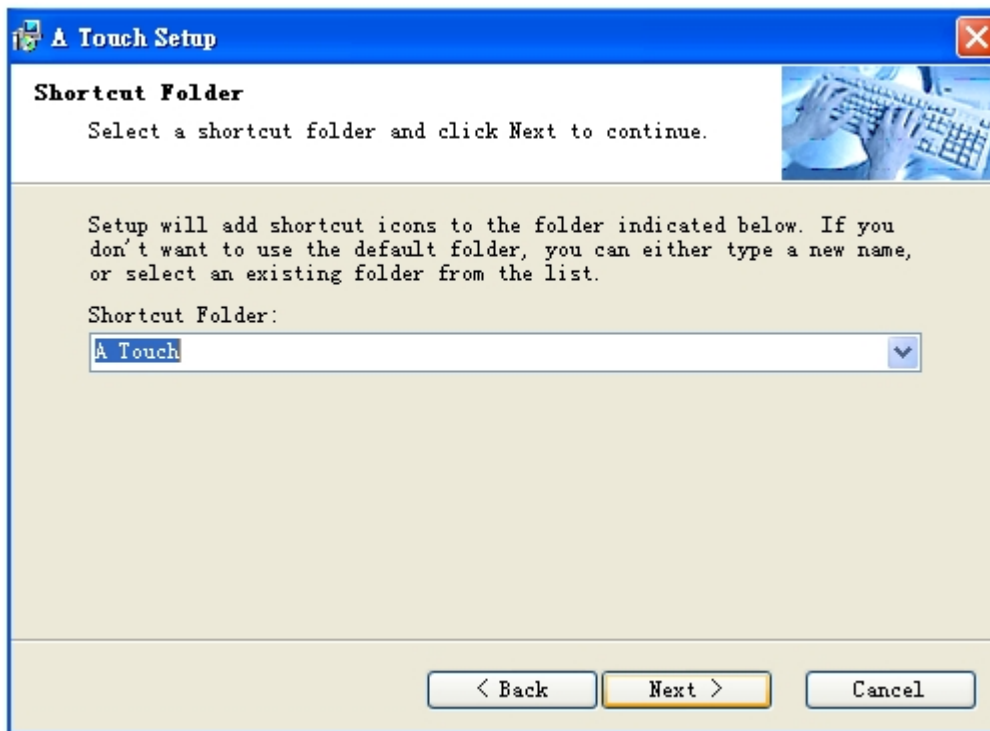 A Touch Setup
Shortcut Folder
Select a shortcut folder and click Next to continue.
Setup will add shortcut icons to the folder indicated below. If you
don't want to use the default folder, you can either type a new name,
or select an existing folder from the list.
Shortcut Folder:
A Touch
< Back
Next >
Cancel